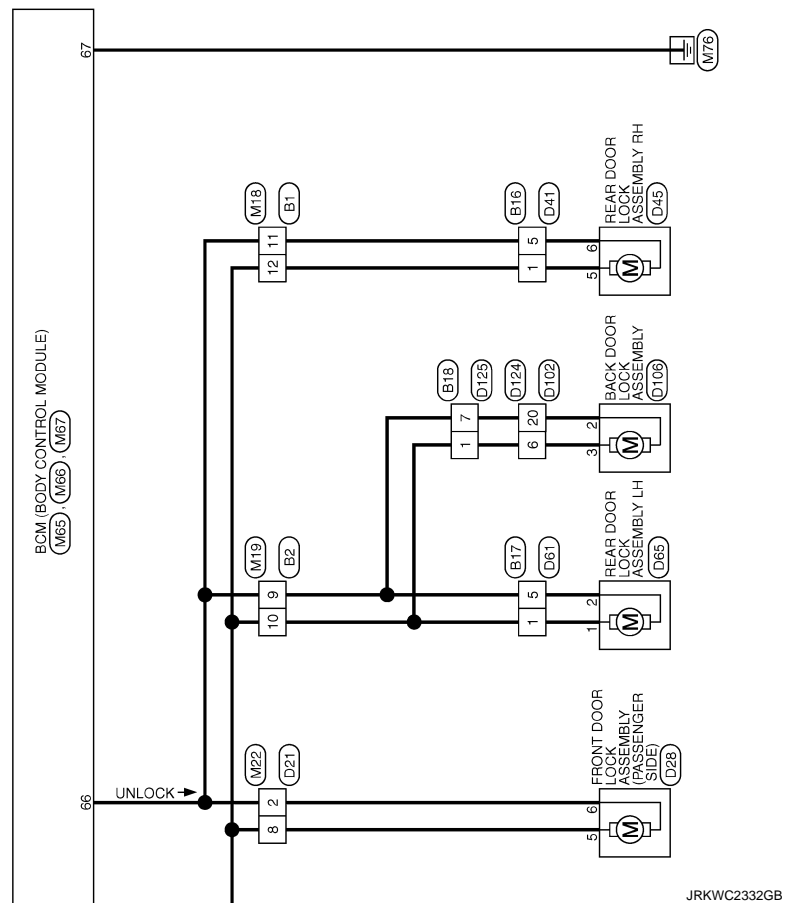 BCM (BODY CONTROL MODULE)
M65 , M66 , M67
67
M76
66
UNLOCK
M18
B1
11
12
B16
D41
5
1
6
5
M
REAR DOOR
LOCK
ASSEMBLY RH
D45
B18
D125
7
1
D124
D102
20
6
2
3
M
BACK DOOR
LOCK
ASSEMBLY
D106
M19
B2
9
10
B17
D61
5
1
2
1
M
REAR DOOR
LOCK
ASSEMBLY LH
D65
M22
D21
2
8
6
5
M
FRONT DOOR
LOCK
ASSEMBLY
(PASSENGER
SIDE)
D28
JRKWC2332GB